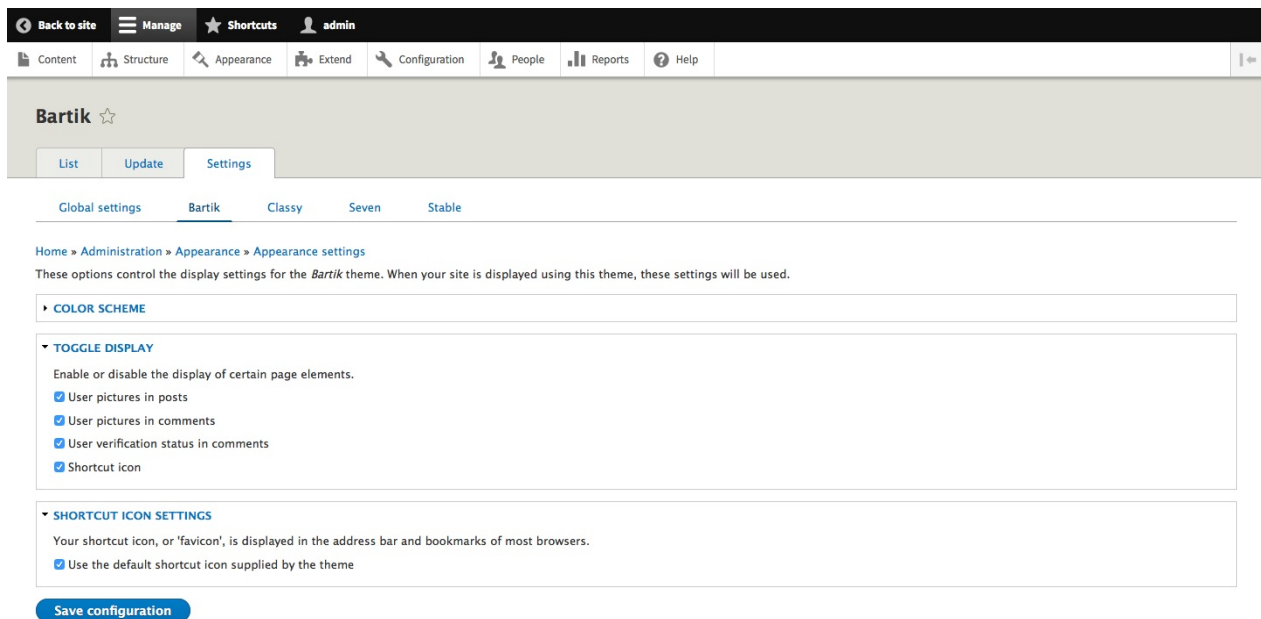 Back to site Manage Shortcuts admin
Content Structure Appearance Extend Configuration People Reports Help
Bartik
List Update Settings
Global settings Bartik Classy Seven Stable
Home » Administration » Appearance » Appearance settings
These options control the display settings for the Bartik theme. When your site is displayed using this theme, these settings will be used.
COLOR SCHEME
TOGGLE DISPLAY
Enable or disable the display of certain page elements.
User pictures in posts
User pictures in comments
User verification status in comments
Shortcut icon
SHORTCUT ICON SETTINGS
Your shortcut icon, or 'favicon', is displayed in the address bar and bookmarks of most browsers.
Use the default shortcut icon supplied by the theme
Save configuration